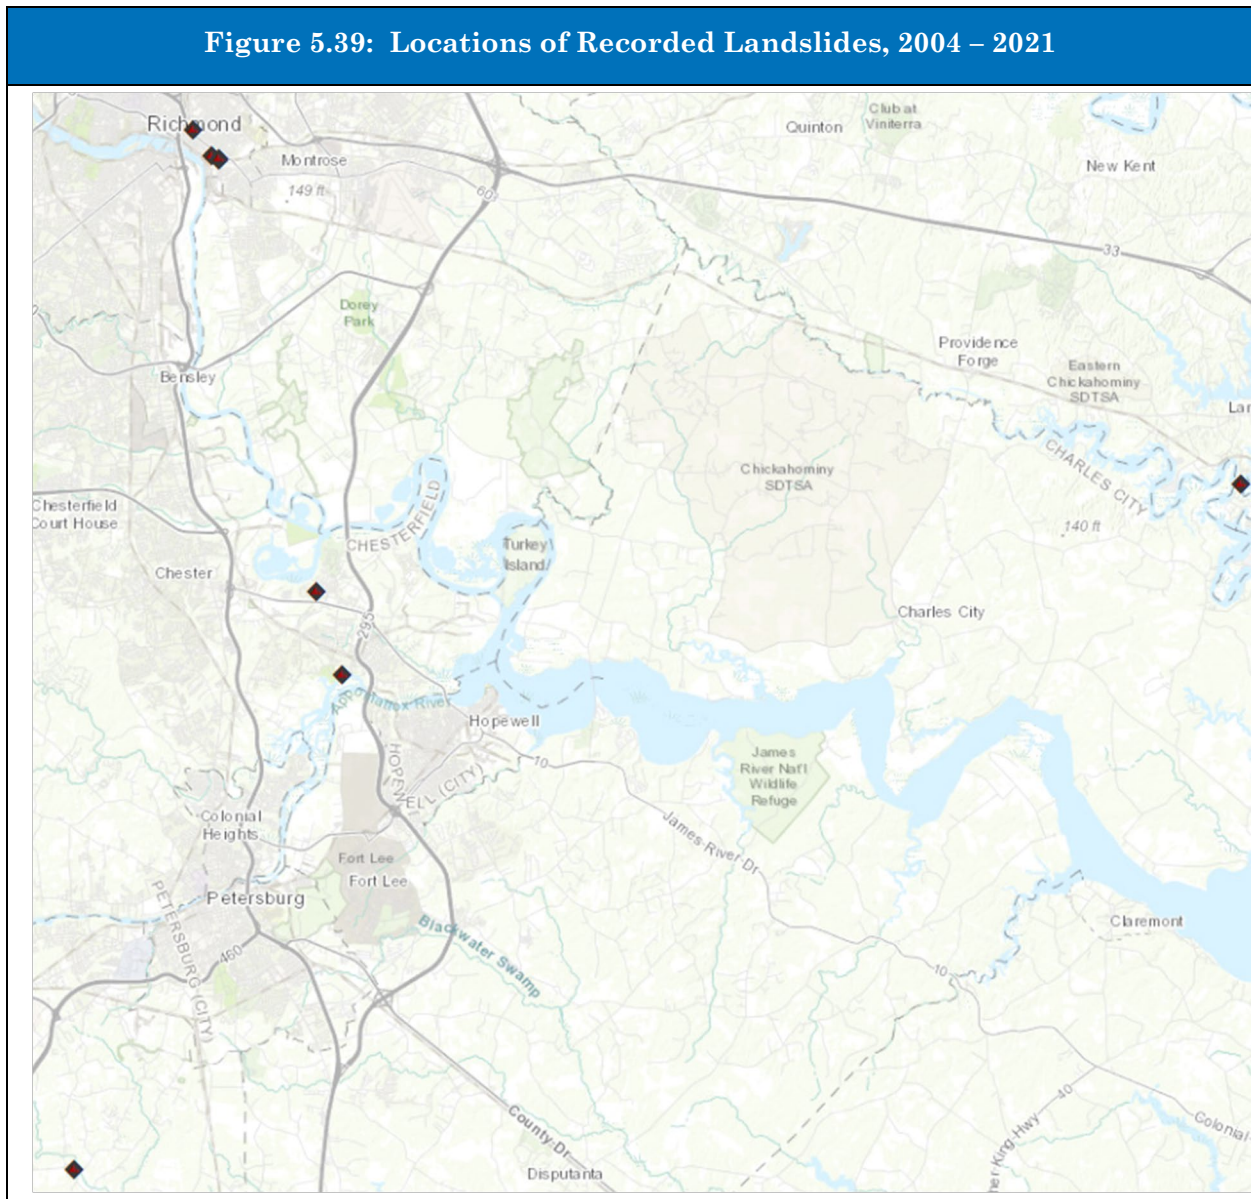 Figure 5.39: Locations of Recorded Landslides, 2004 – 2021
Richmond
Montrose
149 ft
60
Quinton
Club at
Viniterra
New Kent
33
Dorey
Park
Bensley
Providence
Forge
Eastern
Chickahominy
SDTSA
Lan
Chickahominy
SDTSA
CHARLES CITY
140 ft
Chesterfield
Court House
CHESTERFIELD
Turkey
Island
Chester
295
Charles City
Appomattox River
Hopewell
HOPEWELL (CITY)
10
James
River Nat'l
Wildlife
Refuge
James-River-Dr
Colonial
Heights
Fort Lee
Fort Lee
Petersburg
PETERSBURG (CITY)
460
Blackwater Swamp
Claremont
10
County-Dr
Disputanta
40
her-King-Hwy
Colonial